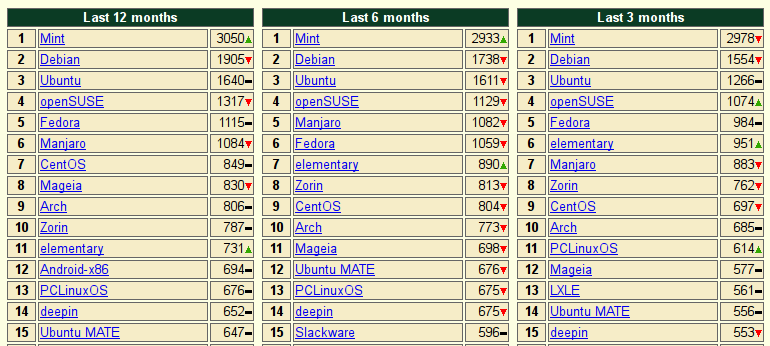 Last 12 months Last 6 months Last 3 months
1 Mint 3050 1 Mint 2933 1 Mint 2978
2 Debian 1905 2 Debian 1738 2 Debian 1554
3 Ubuntu 1640 3 Ubuntu 1611 3 Ubuntu 1266
4 openSUSE 1317 4 openSUSE 1129 4 openSUSE 1074
5 Fedora 1115 5 Manjaro 1082 5 Fedora 984
6 Manjaro 1084 6 Fedora 1059 6 elementary 951
7 CentOS 849 7 elementary 890 7 Manjaro 883
8 Mageia 830 8 Zorin 813 8 Zorin 762
9 Arch 806 9 CentOS 804 9 CentOS 697
10 Zorin 787 10 Arch 773 10 Arch 685
11 elementary 731 11 Mageia 698 11 PCLinuxOS 614
12 Android-x86 694 12 Ubuntu MATE 676 12 Mageia 577
13 PCLinuxOS 676 13 PCLinuxOS 675 13 LXLE 561
14 deepin 652 14 deepin 675 14 Ubuntu MATE 556
15 Ubuntu MATE 647 15 Slackware 596 15 deepin 553